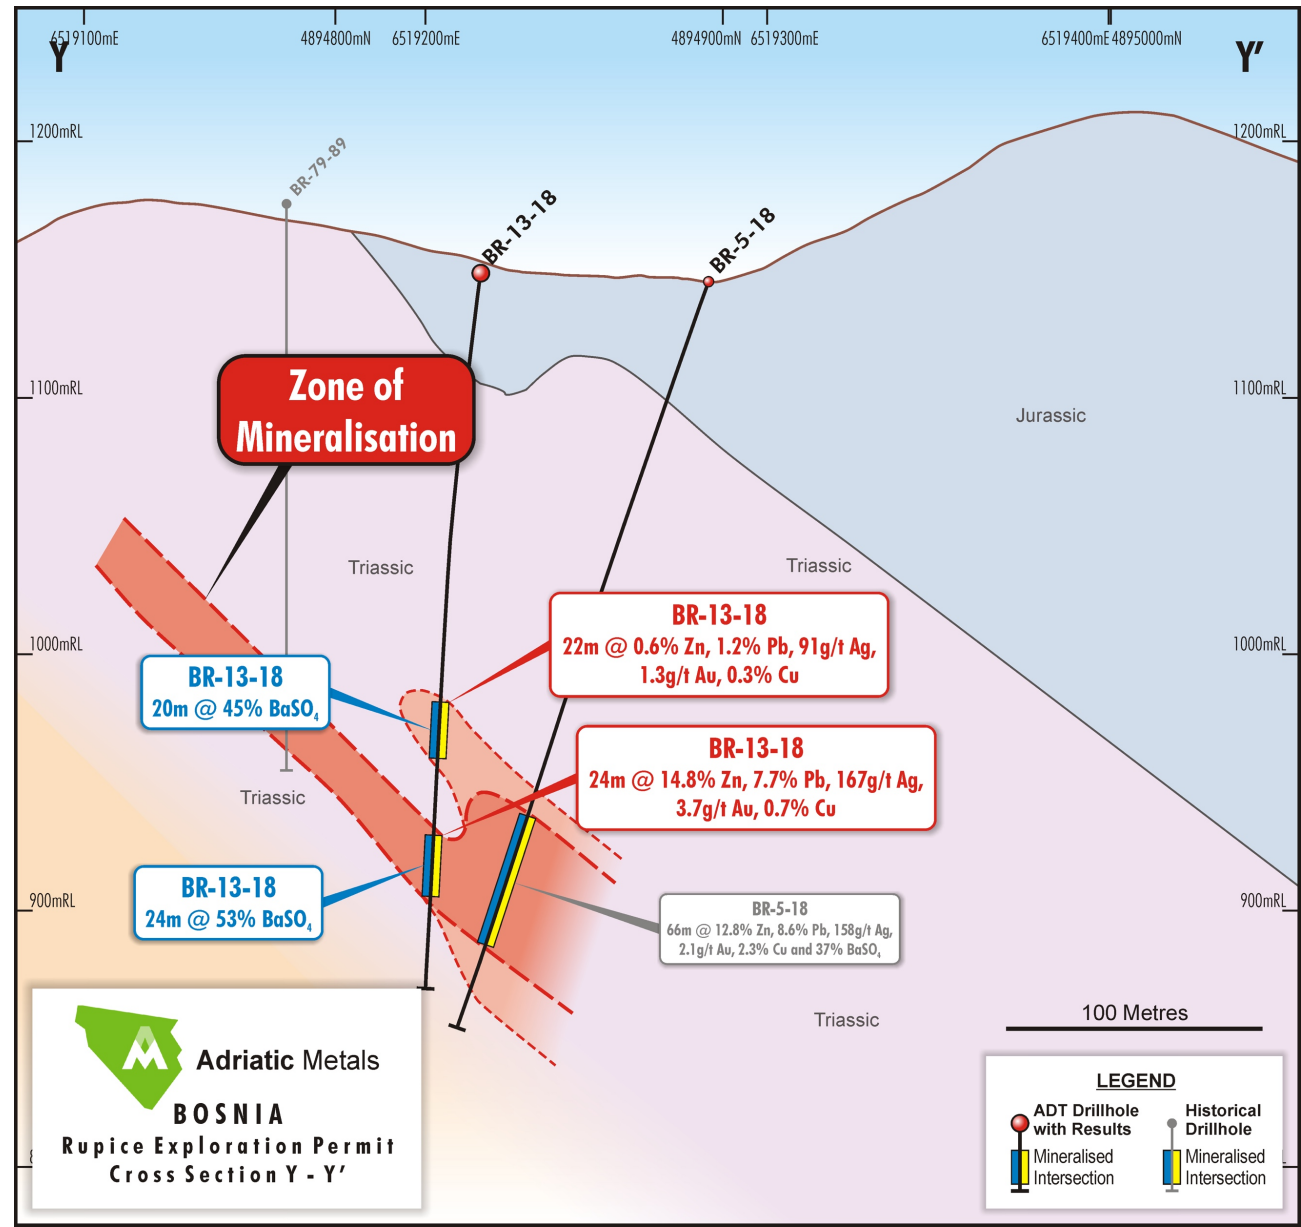 6519100mE
4894800mN
6519200mE
4894900mN
6519300mE
6519400mE
4895000mN
Y
Y'
1200mRL
1200mRL
BR-79-89
BR-13-18
BR-5-18
1100mRL
1100mRL
Zone of
Mineralisation
Jurassic
Triassic
Triassic
BR-13-18
22m @ 0.6% Zn, 1.2% Pb, 91g/t Ag,
1.3g/t Au, 0.3% Cu
1000mRL
1000mRL
BR-13-18
20m @ 45% BaSO₄
BR-13-18
24m @ 14.8% Zn, 7.7% Pb, 167g/t Ag,
3.7g/t Au, 0.7% Cu
Triassic
BR-13-18
24m @ 53% BaSO₄
900mRL
900mRL
BR-5-18
66m @ 12.8% Zn, 8.6% Pb, 158g/t Ag,
2.1g/t Au, 2.3% Cu and 37% BaSO₄
Triassic
100 Metres
Adriatic Metals
BOSNIA
Rupice Exploration Permit
Cross Section Y - Y'
LEGEND
ADT Drillhole
with Results
Mineralised
Intersection
Historical
Drillhole
Mineralised
Intersection